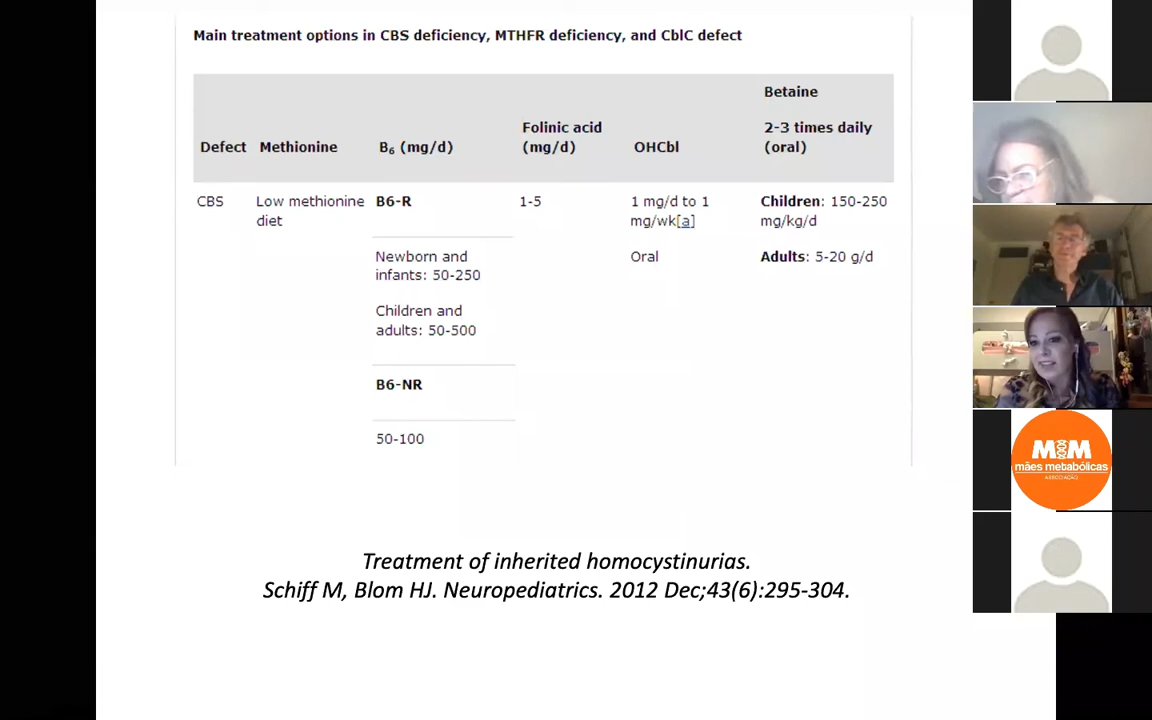 Main treatment options in CBS deficiency, MTHFR deficiency, and CblC defect
Defect
Methionine
B₆ (mg/d)
Folinic acid
(mg/d)
OHCbl
Betaine
2-3 times daily
(oral)
CBS
Low methionine
diet
B6-R
Newborn and
infants: 50-250
Children and
adults: 50-500
B6-NR
50-100
1-5
1 mg/d to 1
mg/wk[a]
Oral
Children: 150-250
mg/kg/d
Adults: 5-20 g/d
Treatment of inherited homocystinurias.
Schiff M, Blom HJ. Neuropediatrics. 2012 Dec;43(6):295-304.
MM
mães metabólicas
ASSOCIAÇÃO